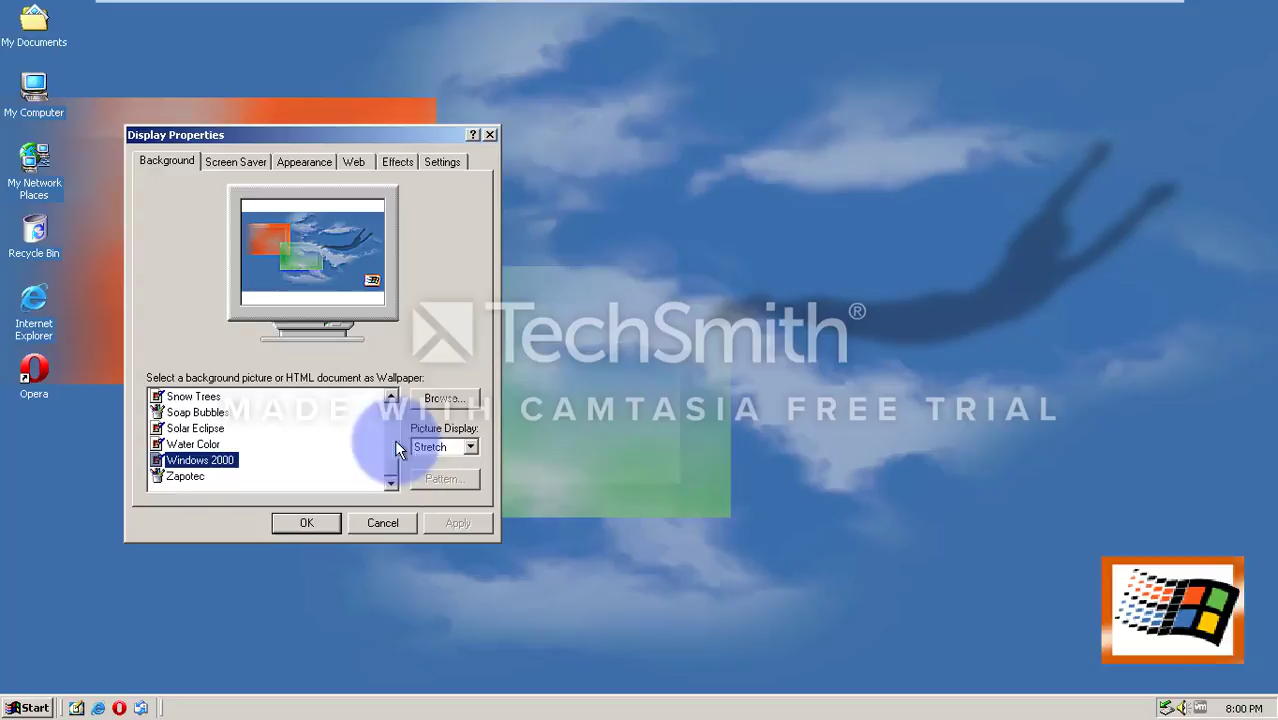 My Documents
My Computer
My Network
Places
Recycle Bin
Internet
Explorer
Opera
Display Properties
Background
Screen Saver
Appearance
Web
Effects
Settings
TechSmith®
MADE WITH CAMTASIA FREE TRIAL
Select a background picture or HTML document as Wallpaper:
Snow Trees
Soap Bubbles
Solar Eclipse
Water Color
Windows 2000
Zapotec
Browse...
Picture Display:
Stretch
Pattern...
OK
Cancel
Apply
Start
vm
8:00 PM